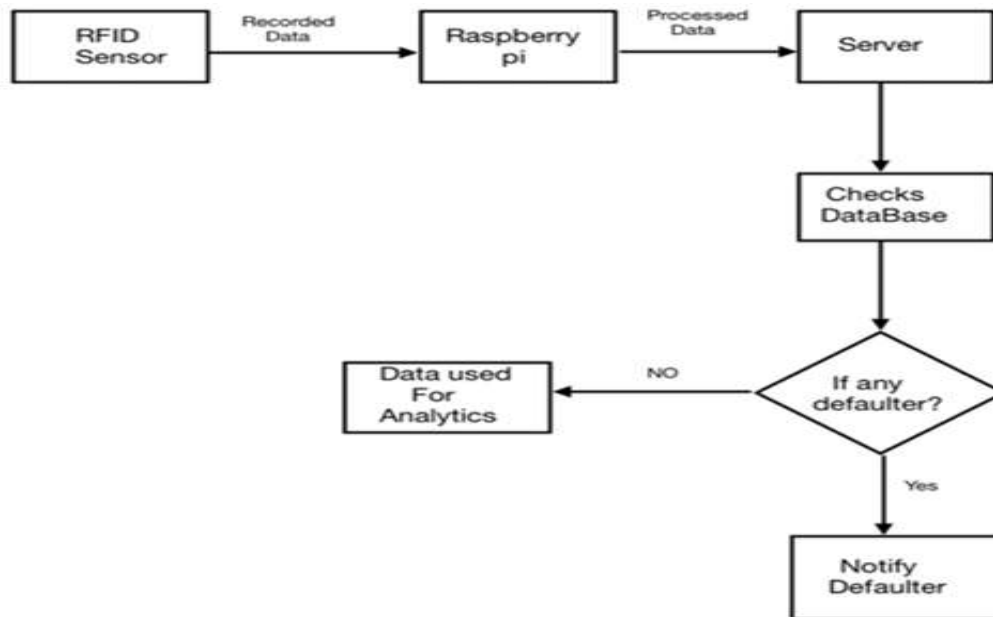 RFID
Sensor
Recorded
Data
Raspberry
pi
Processed
Data
Server
Checks
DataBase
If any
defaulter?
NO
Data used
For
Analytics
Yes
Notify
Defaulter